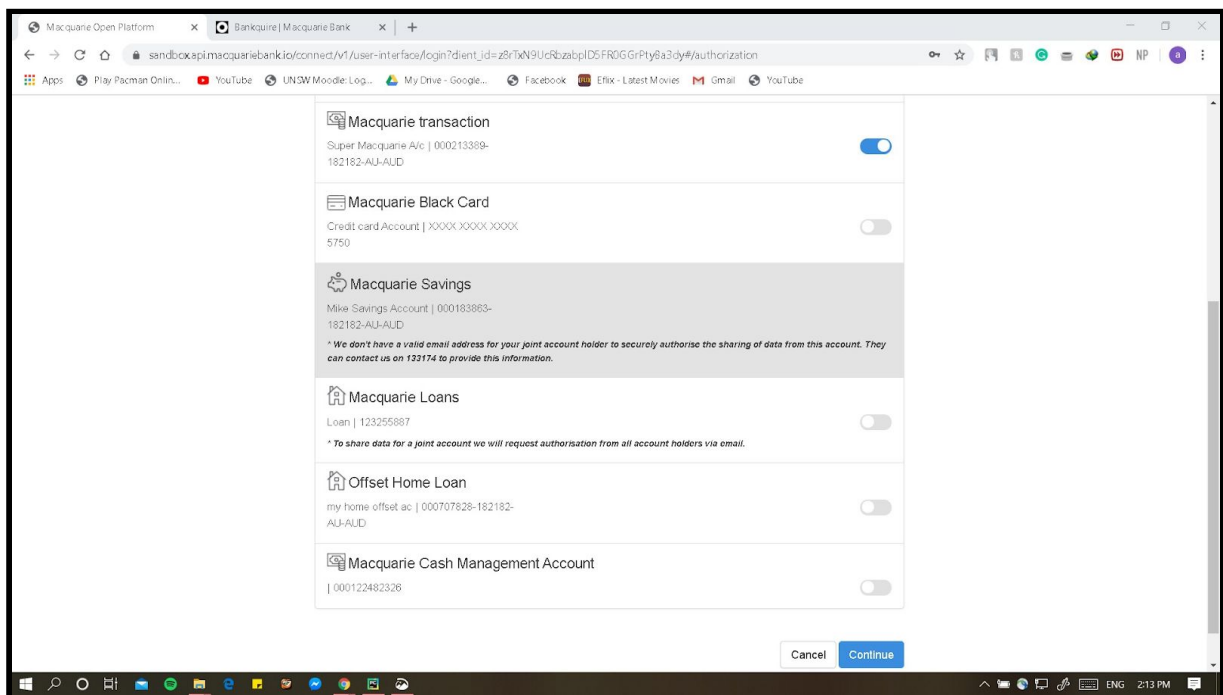 Macquarie Open Platform
Bankquire | Macquarie Bank
sandbox.api.macquariebank.io/connect/v1/user-interface/login?client_id=z8rTxN9UcRbzabplD5FR0GGrPty8a3dy#/authorization
NP
a
Apps
Play Pacman Onlin...
YouTube
UNSW Moodle: Log...
My Drive - Google...
Facebook
Eflix - Latest Movies
Gmail
YouTube
Macquarie transaction
Super Macquarie A/c | 000213389-
182182-AU-AUD
Macquarie Black Card
Credit card Account | XXXX XXXX XXXX
5750
Macquarie Savings
Mike Savings Account | 000183863-
182182-AU-AUD
* We don't have a valid email address for your joint account holder to securely authorise the sharing of data from this account. They
can contact us on 133174 to provide this information.
Macquarie Loans
Loan | 123255887
* To share data for a joint account we will request authorisation from all account holders via email.
Offset Home Loan
my home offset ac | 000707828-182182-
AU-AUD
Macquarie Cash Management Account
| 000122482326
Cancel
Continue
ENG
2:13 PM